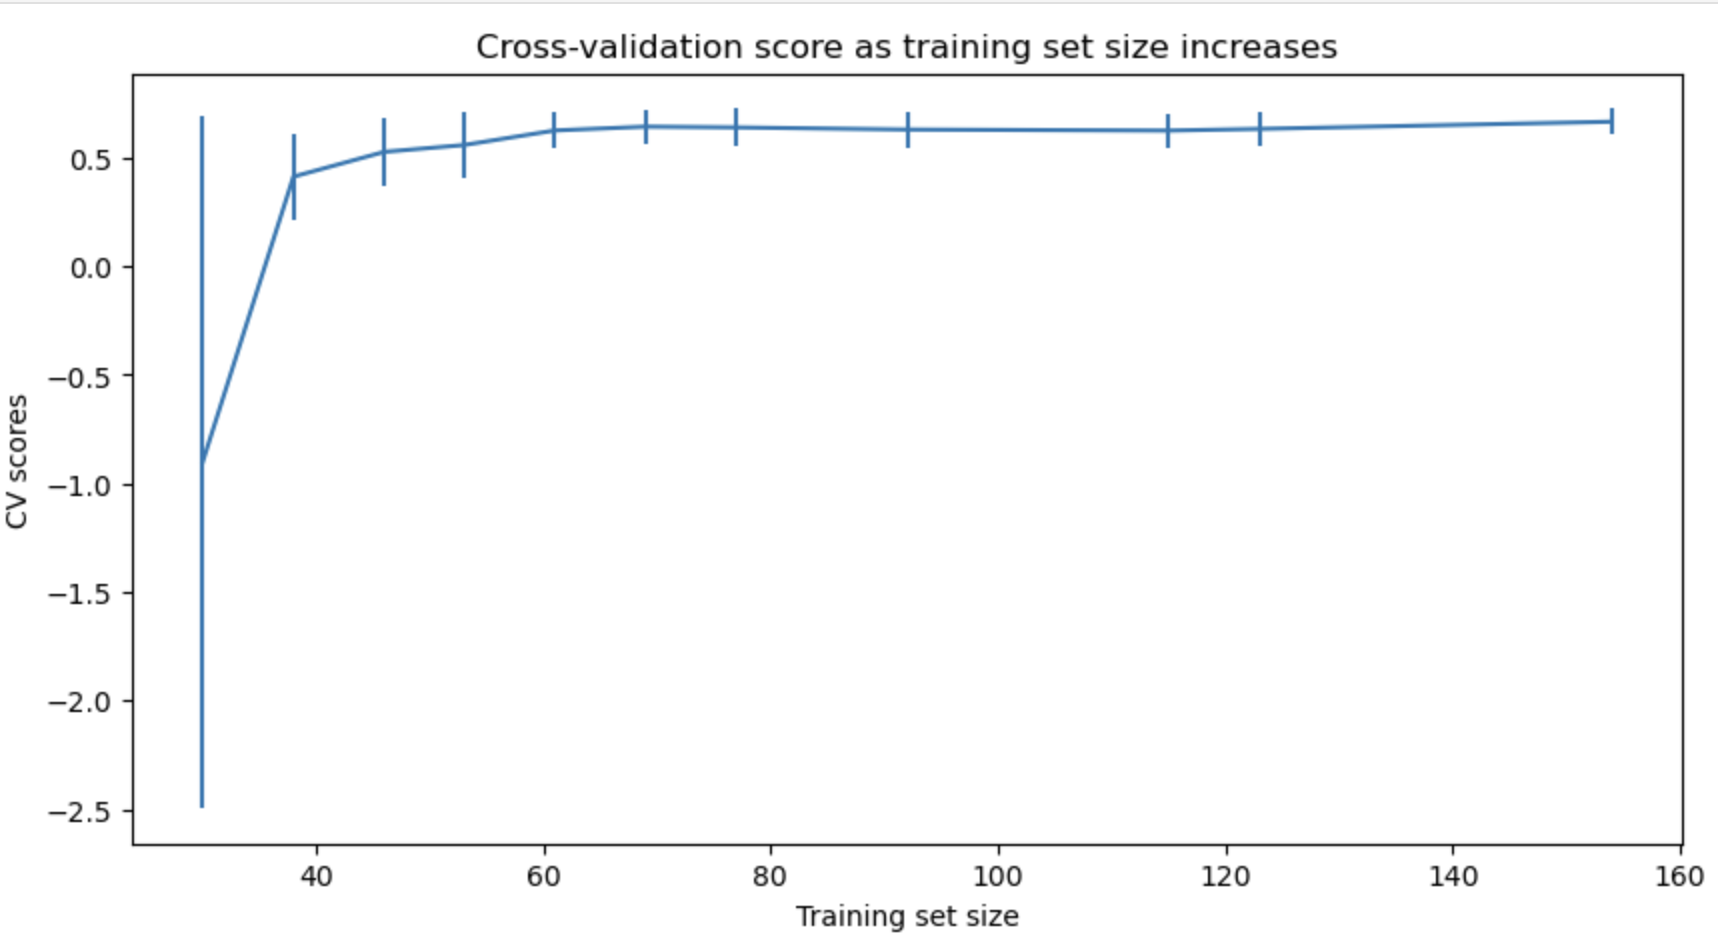 Cross-validation score as training set size increases
0.5
0.0
−0.5
−1.0
−1.5
−2.0
−2.5
CV scores
40 60 80 100 120 140 160
Training set size